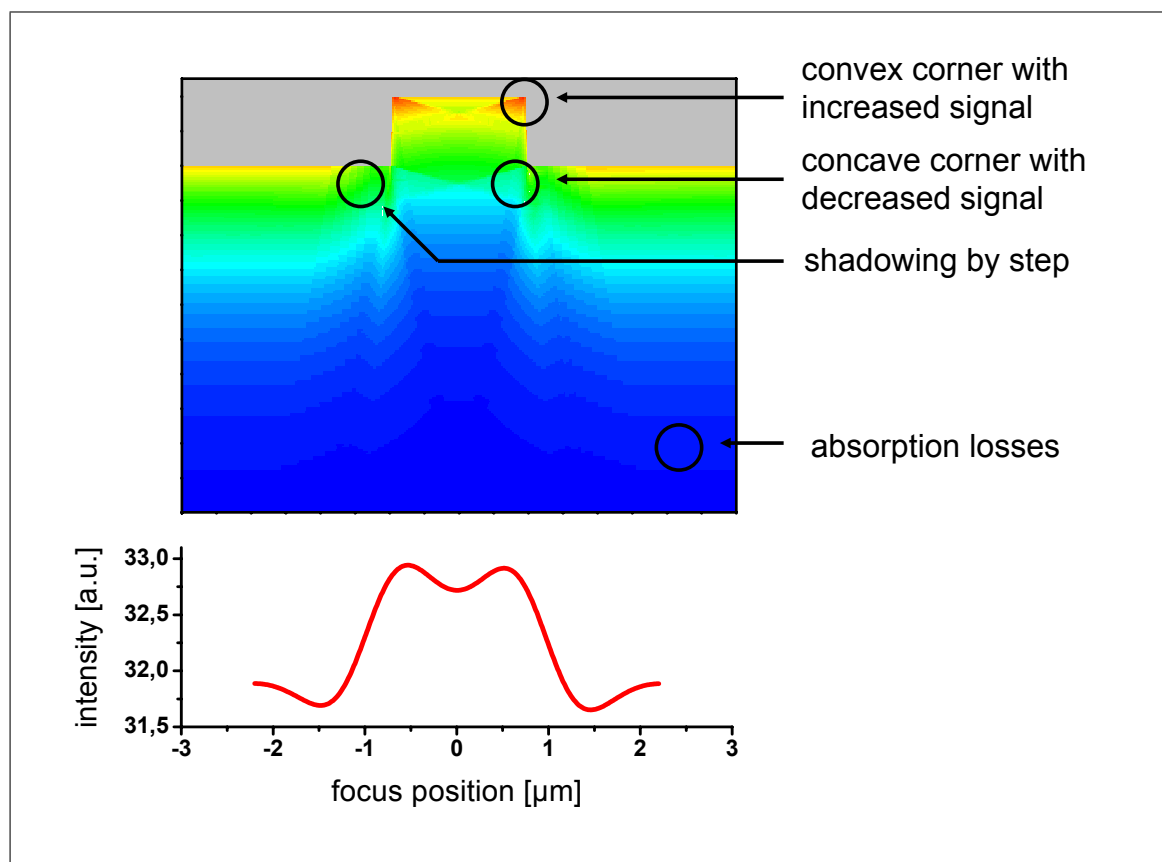 convex corner with
increased signal
concave corner with
decreased signal
shadowing by step
absorption losses
intensity [a.u.]
33,0
32,5
32,0
31,5
-3 -2 -1 0 1 2 3
focus position [µm]